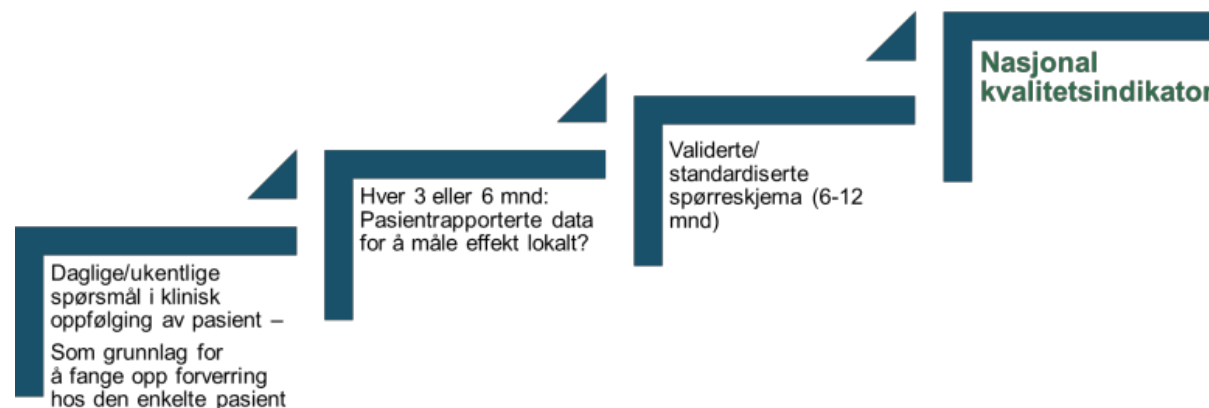 Daglige/ukentlige
spørsmål i klinisk
oppfølging av pasient –
Som grunnlag for
å fange opp forverring
hos den enkelte pasient
Hver 3 eller 6 mnd:
Pasientrapporterte data
for å måle effekt lokalt?
Validerte/
standardiserte
spørreskjema (6-12
mnd)
Nasjonal
kvalitetsindikator